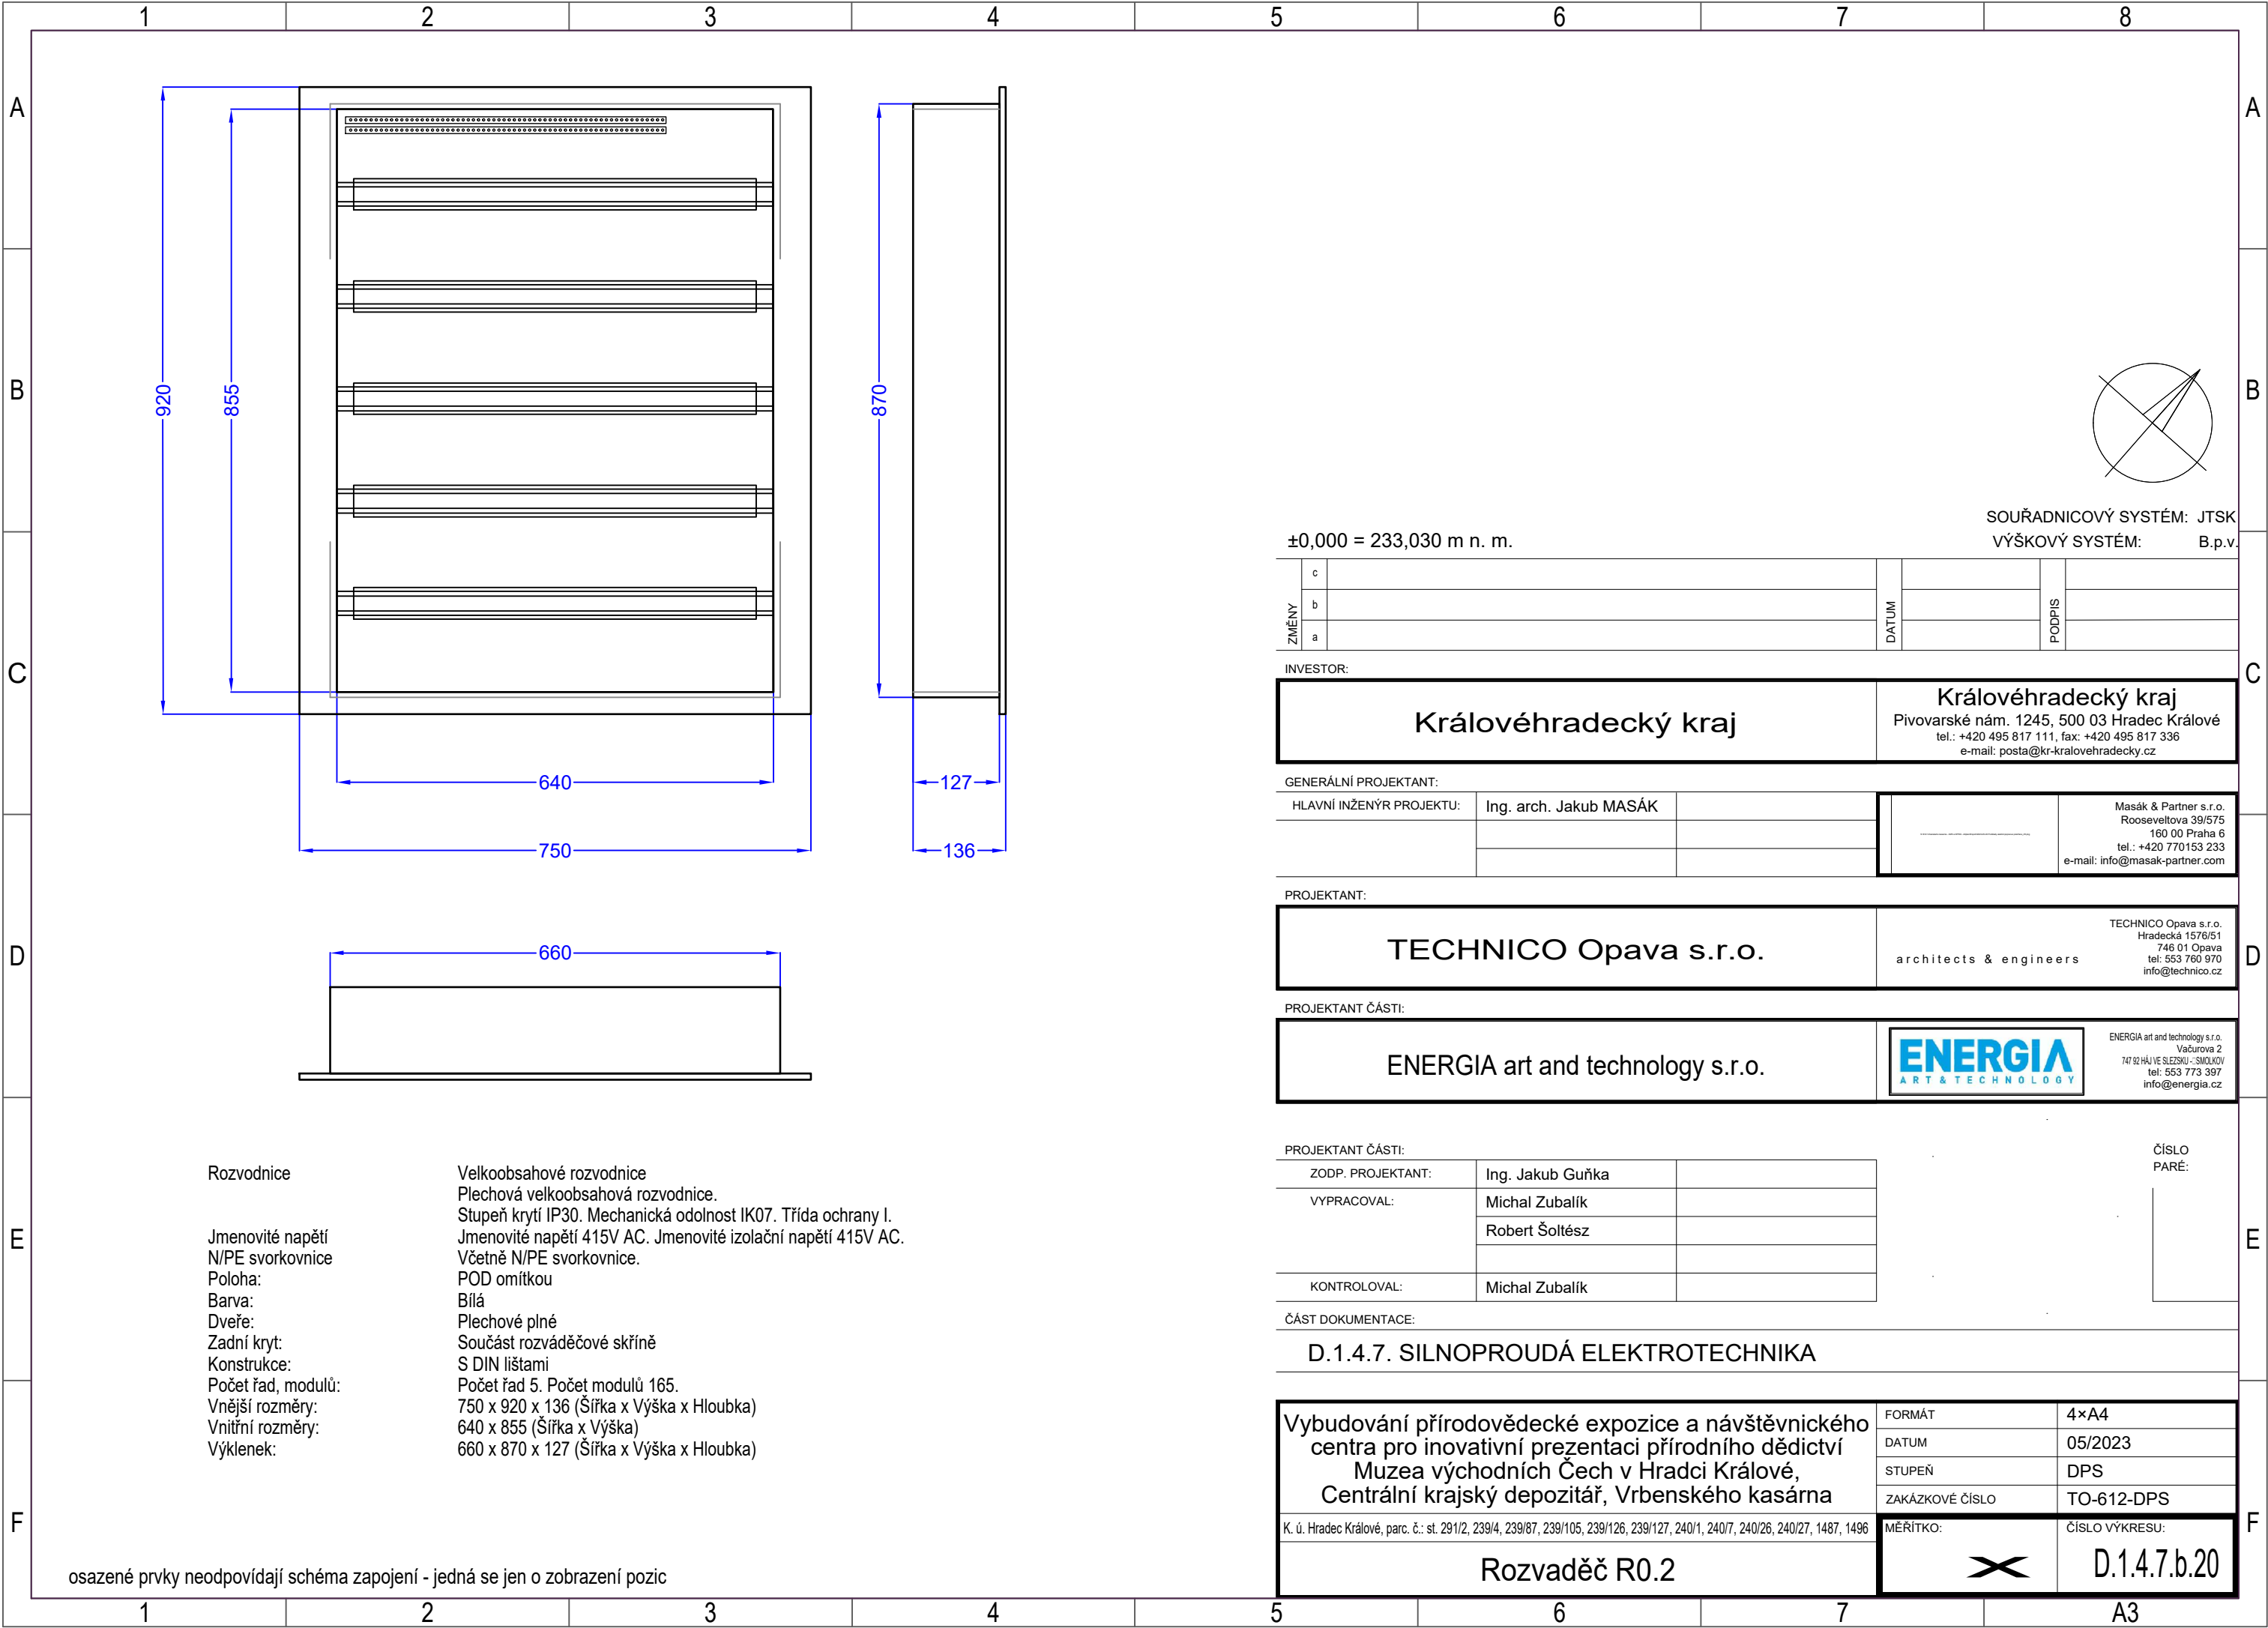 1 2 3 4 5 6 7 8
A A
B B
C C
D D
E E
F F
920
855
870
640
127
750
136
660
Rozvodnice Velkoobsahové rozvodnice
Plechová velkoobsahová rozvodnice.
Stupeň krytí IP30. Mechanická odolnost IK07. Třída ochrany I.
Jmenovité napětí Jmenovité napětí 415V AC. Jmenovité izolační napětí 415V AC.
N/PE svorkovnice Včetně N/PE svorkovnice.
Poloha: POD omítkou
Barva: Bílá
Dveře: Plechové plné
Zadní kryt: Součást rozváděčové skříně
Konstrukce: S DIN lištami
Počet řad, modulů: Počet řad 5. Počet modulů 165.
Vnější rozměry: 750 x 920 x 136 (Šířka x Výška x Hloubka)
Vnitřní rozměry: 640 x 855 (Šířka x Výška)
Výklenek: 660 x 870 x 127 (Šířka x Výška x Hloubka)
osazené prvky neodpovídají schéma zapojení - jedná se jen o zobrazení pozic
SOUŘADNICOVÝ SYSTÉM: JTSK
±0,000 = 233,030 m n. m.
VÝŠKOVÝ SYSTÉM: B.p.v.
ZMĚNY
c
b
a
DATUM
PODPIS
INVESTOR:
Královéhradecký kraj
Královéhradecký kraj
Pivovarské nám. 1245, 500 03 Hradec Králové
tel.: +420 495 817 111, fax: +420 495 817 336
e-mail: posta@kr-kralovehradecky.cz
GENERÁLNÍ PROJEKTANT:
HLAVNÍ INŽENÝR PROJEKTU: Ing. arch. Jakub MASÁK
Masák & Partner s.r.o.
Rooseveltova 39/575
160 00 Praha 6
tel.: +420 770153 233
e-mail: info@masak-partner.com
PROJEKTANT:
TECHNICO Opava s.r.o.
architects & engineers
TECHNICO Opava s.r.o.
Hradecká 1576/51
746 01 Opava
tel: 553 760 970
info@technico.cz
PROJEKTANT ČÁSTI:
ENERGIA art and technology s.r.o.
ENERGIA
ART & TECHNOLOGY
ENERGIA art and technology s.r.o.
Vačurova 2
747 92 HÁJ VE SLEZSKU - SMOLKOV
tel: 553 773 397
info@energia.cz
PROJEKTANT ČÁSTI:
ČÍSLO
PARÉ:
ZODP. PROJEKTANT: Ing. Jakub Guňka
VYPRACOVAL: Michal Zubalík
Robert Šoltész
KONTROLOVAL: Michal Zubalík
ČÁST DOKUMENTACE:
D.1.4.7. SILNOPROUDÁ ELEKTROTECHNIKA
Vybudování přírodovědecké expozice a návštěvnického
centra pro inovativní prezentaci přírodního dědictví
Muzea východních Čech v Hradci Králové,
Centrální krajský depozitář, Vrbenského kasárna
K. ú. Hradec Králové, parc. č.: st. 291/2, 239/4, 239/87, 239/105, 239/126, 239/127, 240/1, 240/7, 240/26, 240/27, 1487, 1496
Rozvaděč R0.2
FORMÁT 4×A4
DATUM 05/2023
STUPEŇ DPS
ZAKÁZKOVÉ ČÍSLO TO-612-DPS
MĚŘÍTKO: ČÍSLO VÝKRESU:
X D.1.4.7.b.20
1 2 3 4 5 6 7 A3